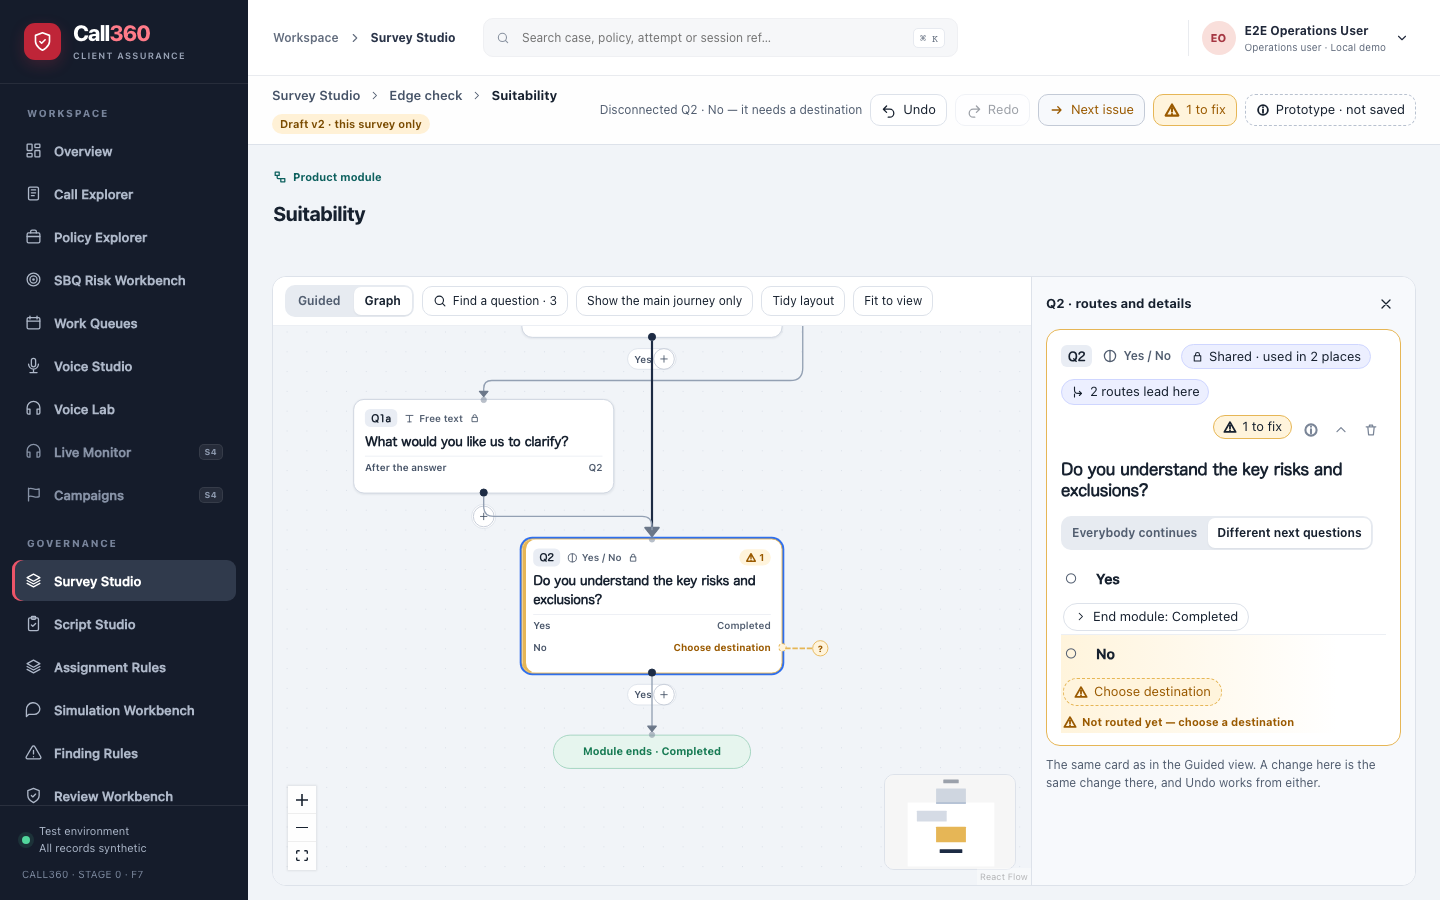 Call360
CLIENT ASSURANCE
WORKSPACE
Overview
Call Explorer
Policy Explorer
SBQ Risk Workbench
Work Queues
Voice Studio
Voice Lab
Live Monitor S4
Campaigns S4
GOVERNANCE
Survey Studio
Script Studio
Assignment Rules
Simulation Workbench
Finding Rules
Review Workbench
Test environment
All records synthetic
CALL360 · STAGE 0 · F7
Workspace > Survey Studio
Search case, policy, attempt or session ref...
⌘ K
EO
E2E Operations User
Operations user · Local demo
Survey Studio > Edge check > Suitability
Draft v2 · this survey only
Disconnected Q2 · No — it needs a destination
Undo
Redo
Next issue
1 to fix
Prototype · not saved
Product module
Suitability
Guided
Graph
Find a question · 3
Show the main journey only
Tidy layout
Fit to view
Yes +
Q1a Free text
What would you like us to clarify?
After the answer Q2
+
Q2 Yes / No 1
Do you understand the key risks and
exclusions?
Yes Completed
No Choose destination ?
Yes +
Module ends · Completed
React Flow
Q2 · routes and details
Q2 Yes / No Shared · used in 2 places
2 routes lead here
1 to fix
Do you understand the key risks and
exclusions?
Everybody continues
Different next questions
Yes
End module: Completed
No
Choose destination
Not routed yet — choose a destination
The same card as in the Guided view. A change here is the
same change there, and Undo works from either.